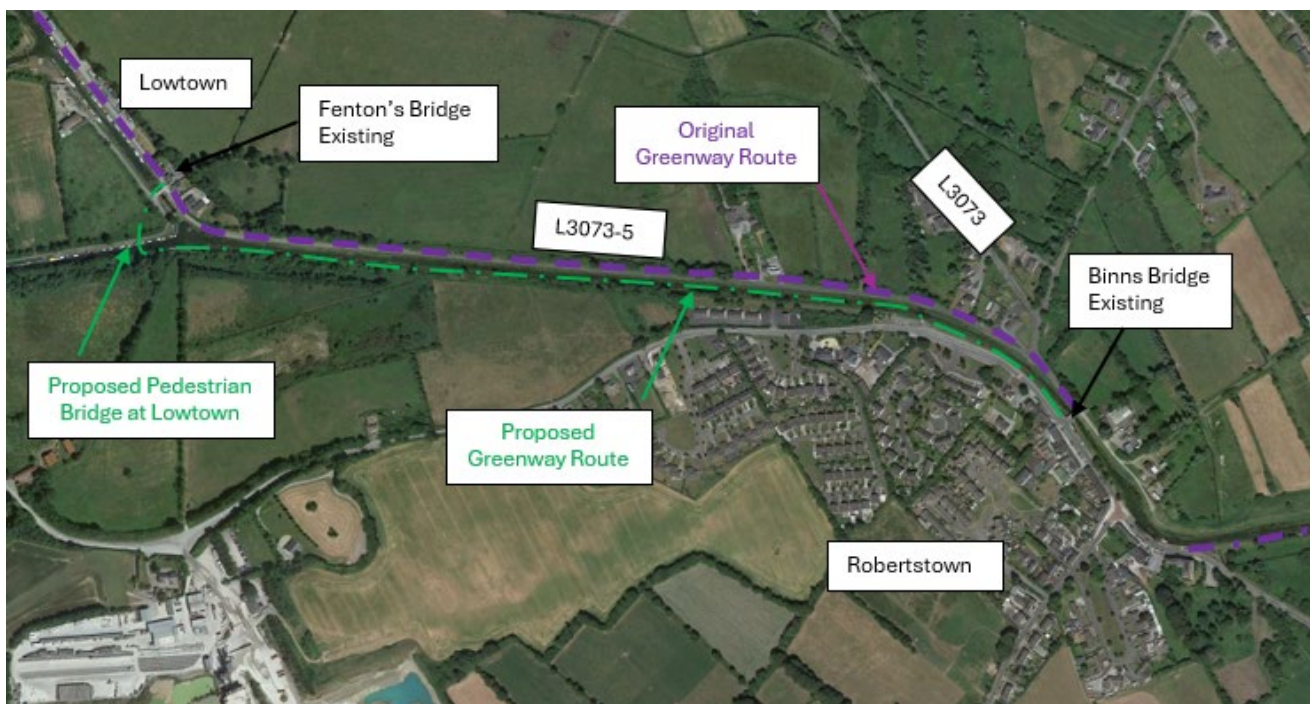 Lowtown
Fenton's Bridge
Existing
Original
Greenway Route
L3073
L3073-5
Binns Bridge
Existing
Proposed Pedestrian
Bridge at Lowtown
Proposed
Greenway Route
Robertstown